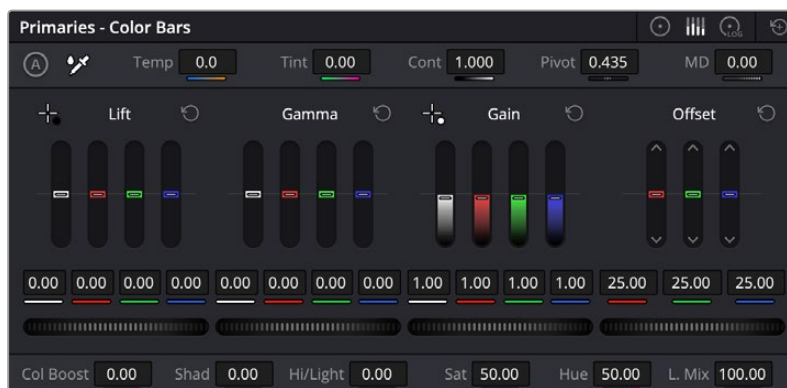 Primaries - Color Bars
LOG
A Temp 0.0 Tint 0.00 Cont 1.000 Pivot 0.435 MD 0.00
Lift Gamma Gain Offset
0.00 0.00 0.00 0.00 0.00 0.00 0.00 0.00 1.00 1.00 1.00 1.00 25.00 25.00 25.00
Col Boost 0.00 Shad 0.00 Hi/Light 0.00 Sat 50.00 Hue 50.00 L. Mix 100.00